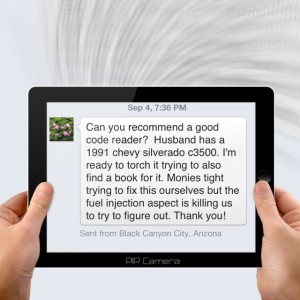 Sep 4, 7:36 PM
Can you recommend a good
code reader?  Husband has a
1991 chevy silverado c3500. I'm
ready to torch it trying to also
find a book for it. Monies tight
trying to fix this ourselves but the
fuel injection aspect is killing us
to try to figure out. Thank you!
Sent from Black Canyon City, Arizona
PIP Camera